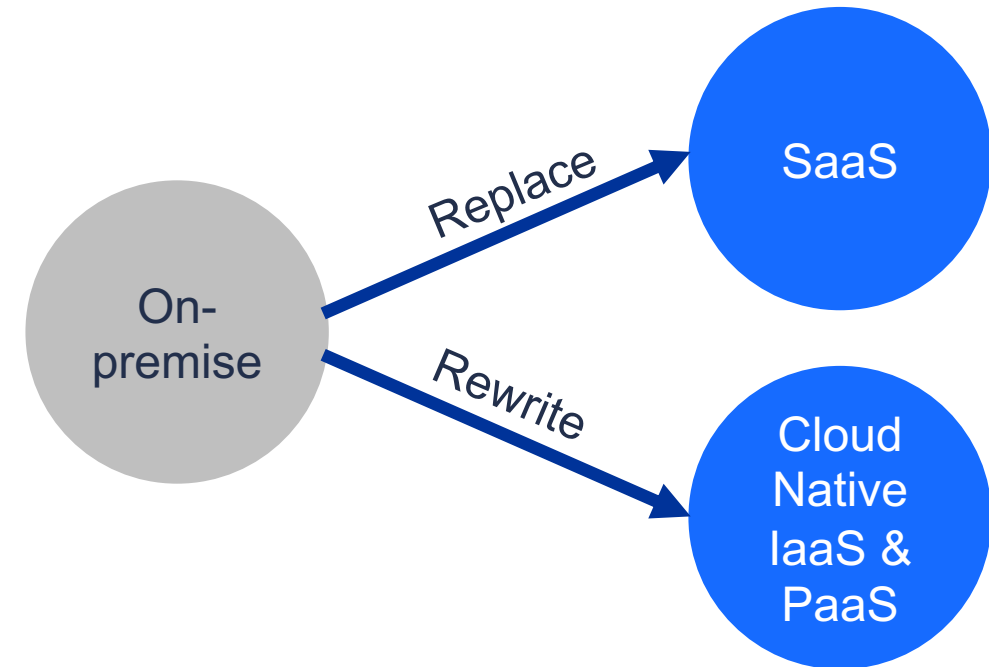 On-
premise
Replace
SaaS
Rewrite
Cloud
Native
IaaS &
PaaS